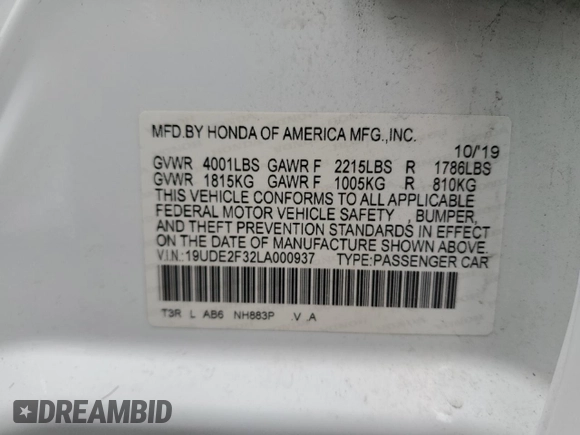 MFD.BY HONDA OF AMERICA MFG.,INC.
10/'19
GVWR 4001LBS GAWR F 2215LBS R 1786LBS
GVWR 1815KG GAWR F 1005KG R 810KG
THIS VEHICLE CONFORMS TO ALL APPLICABLE
FEDERAL MOTOR VEHICLE SAFETY , BUMPER,
AND THEFT PREVENTION STANDARDS IN EFFECT
ON THE DATE OF MANUFACTURE SHOWN ABOVE.
V.I.N.:19UDE2F32LA000937 TYPE:PASSENGER CAR
T3R L AB6 NH883P .V .A
DREAMBID